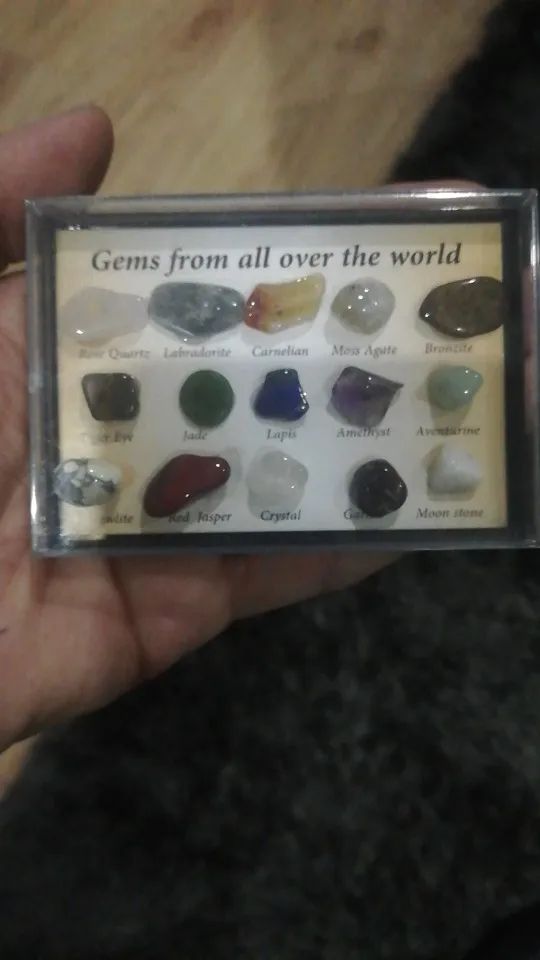 Gems from all over the world
Rose Quartz Labradorite Carnelian Moss Agate Bronzite
Tiger Eye Jade Lapis Amethyst Aventurine
Red Jasper Crystal Moon stone